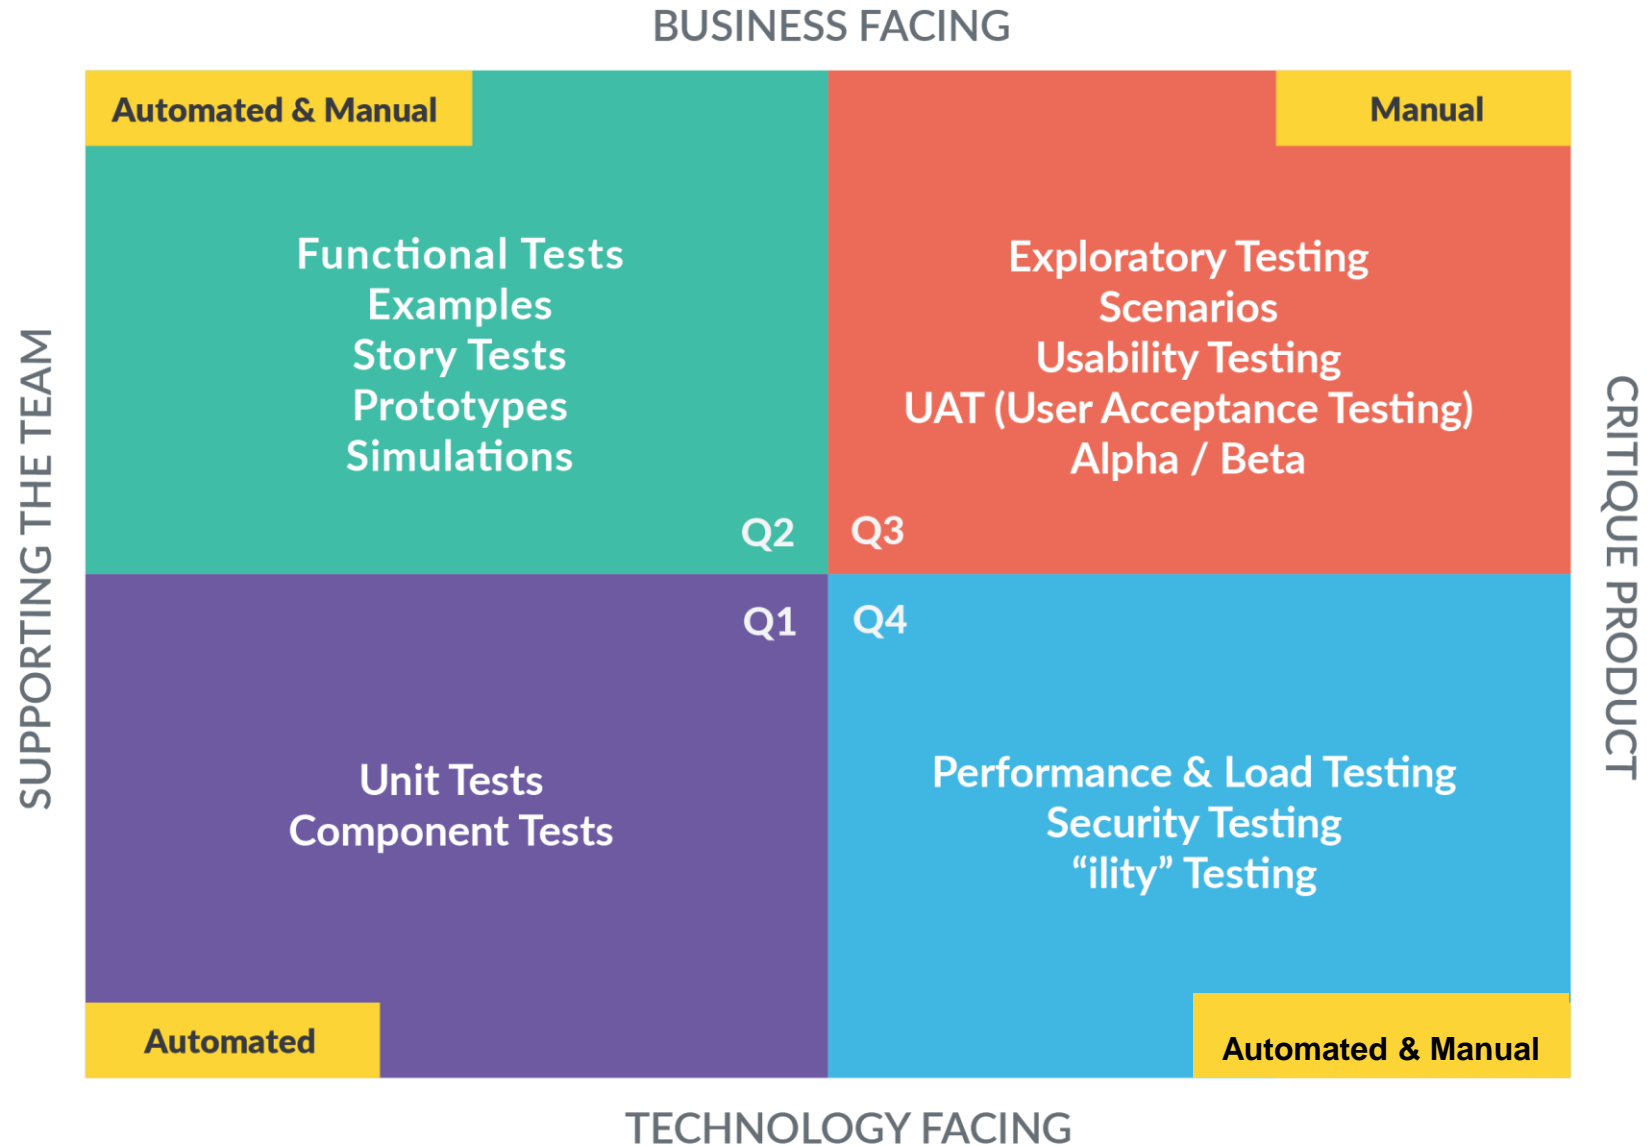 BUSINESS FACING
Automated & Manual
Manual
Functional Tests
Examples
Story Tests
Prototypes
Simulations
Q2
Exploratory Testing
Scenarios
Usability Testing
UAT (User Acceptance Testing)
Alpha / Beta
Q3
SUPPORTING THE TEAM
CRITIQUE PRODUCT
Q1
Unit Tests
Component Tests
Automated
Q4
Performance & Load Testing
Security Testing
“ility” Testing
Automated & Manual
TECHNOLOGY FACING